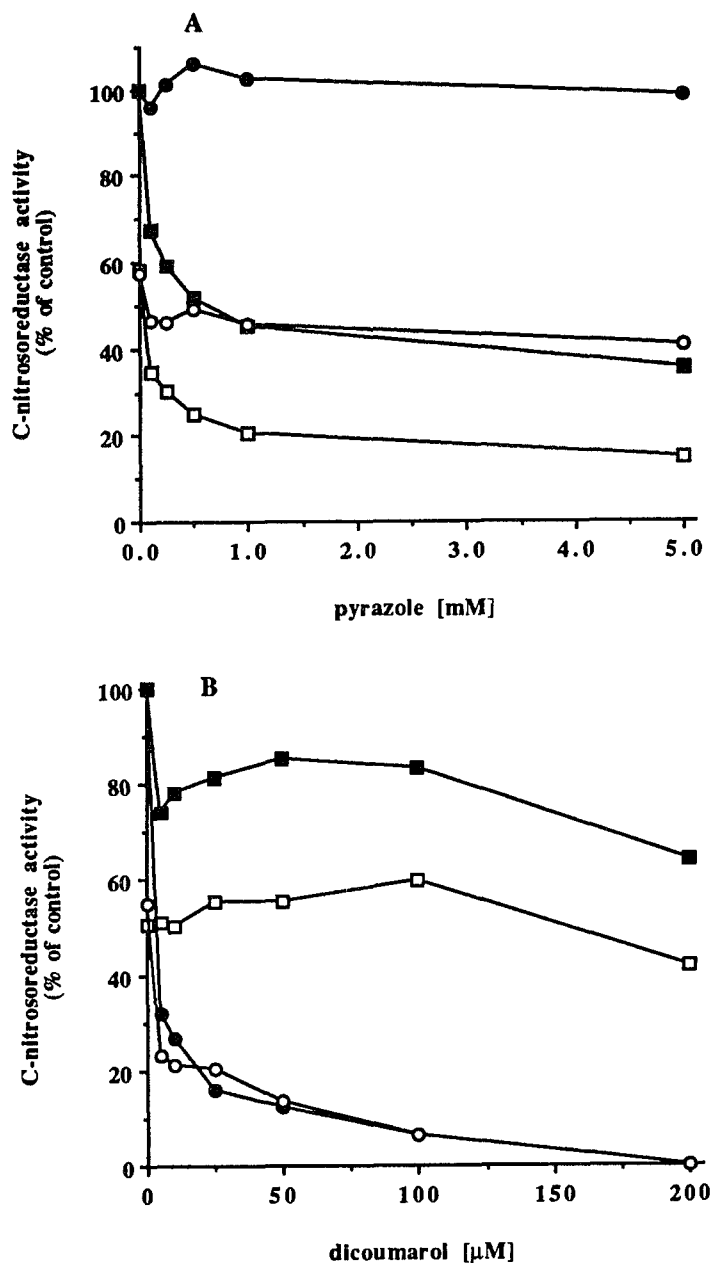 A
C-nitrosoreductase activity
(% of control)
100
80
60
40
20
0
0.0 1.0 2.0 3.0 4.0 5.0
pyrazole [mM]
B
C-nitrosoreductase activity
(% of control)
100
80
60
40
20
0
0 50 100 150 200
dicoumarol [µM]